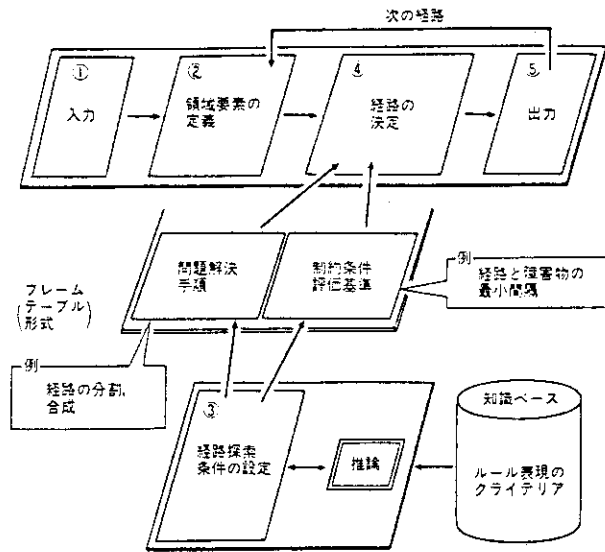 次の経路
①
入力
②
領域要素の
定義
④
経路の
決定
⑤
出力
問題解決
手順
制約条件
評価基準
例
経路と障害物の
最小間隔
フレーム
(テーブル)
形式
例
経路の分割,
合成
③
経路探索
条件の設定
推論
知識ベース
ルール表現の
クライテリア